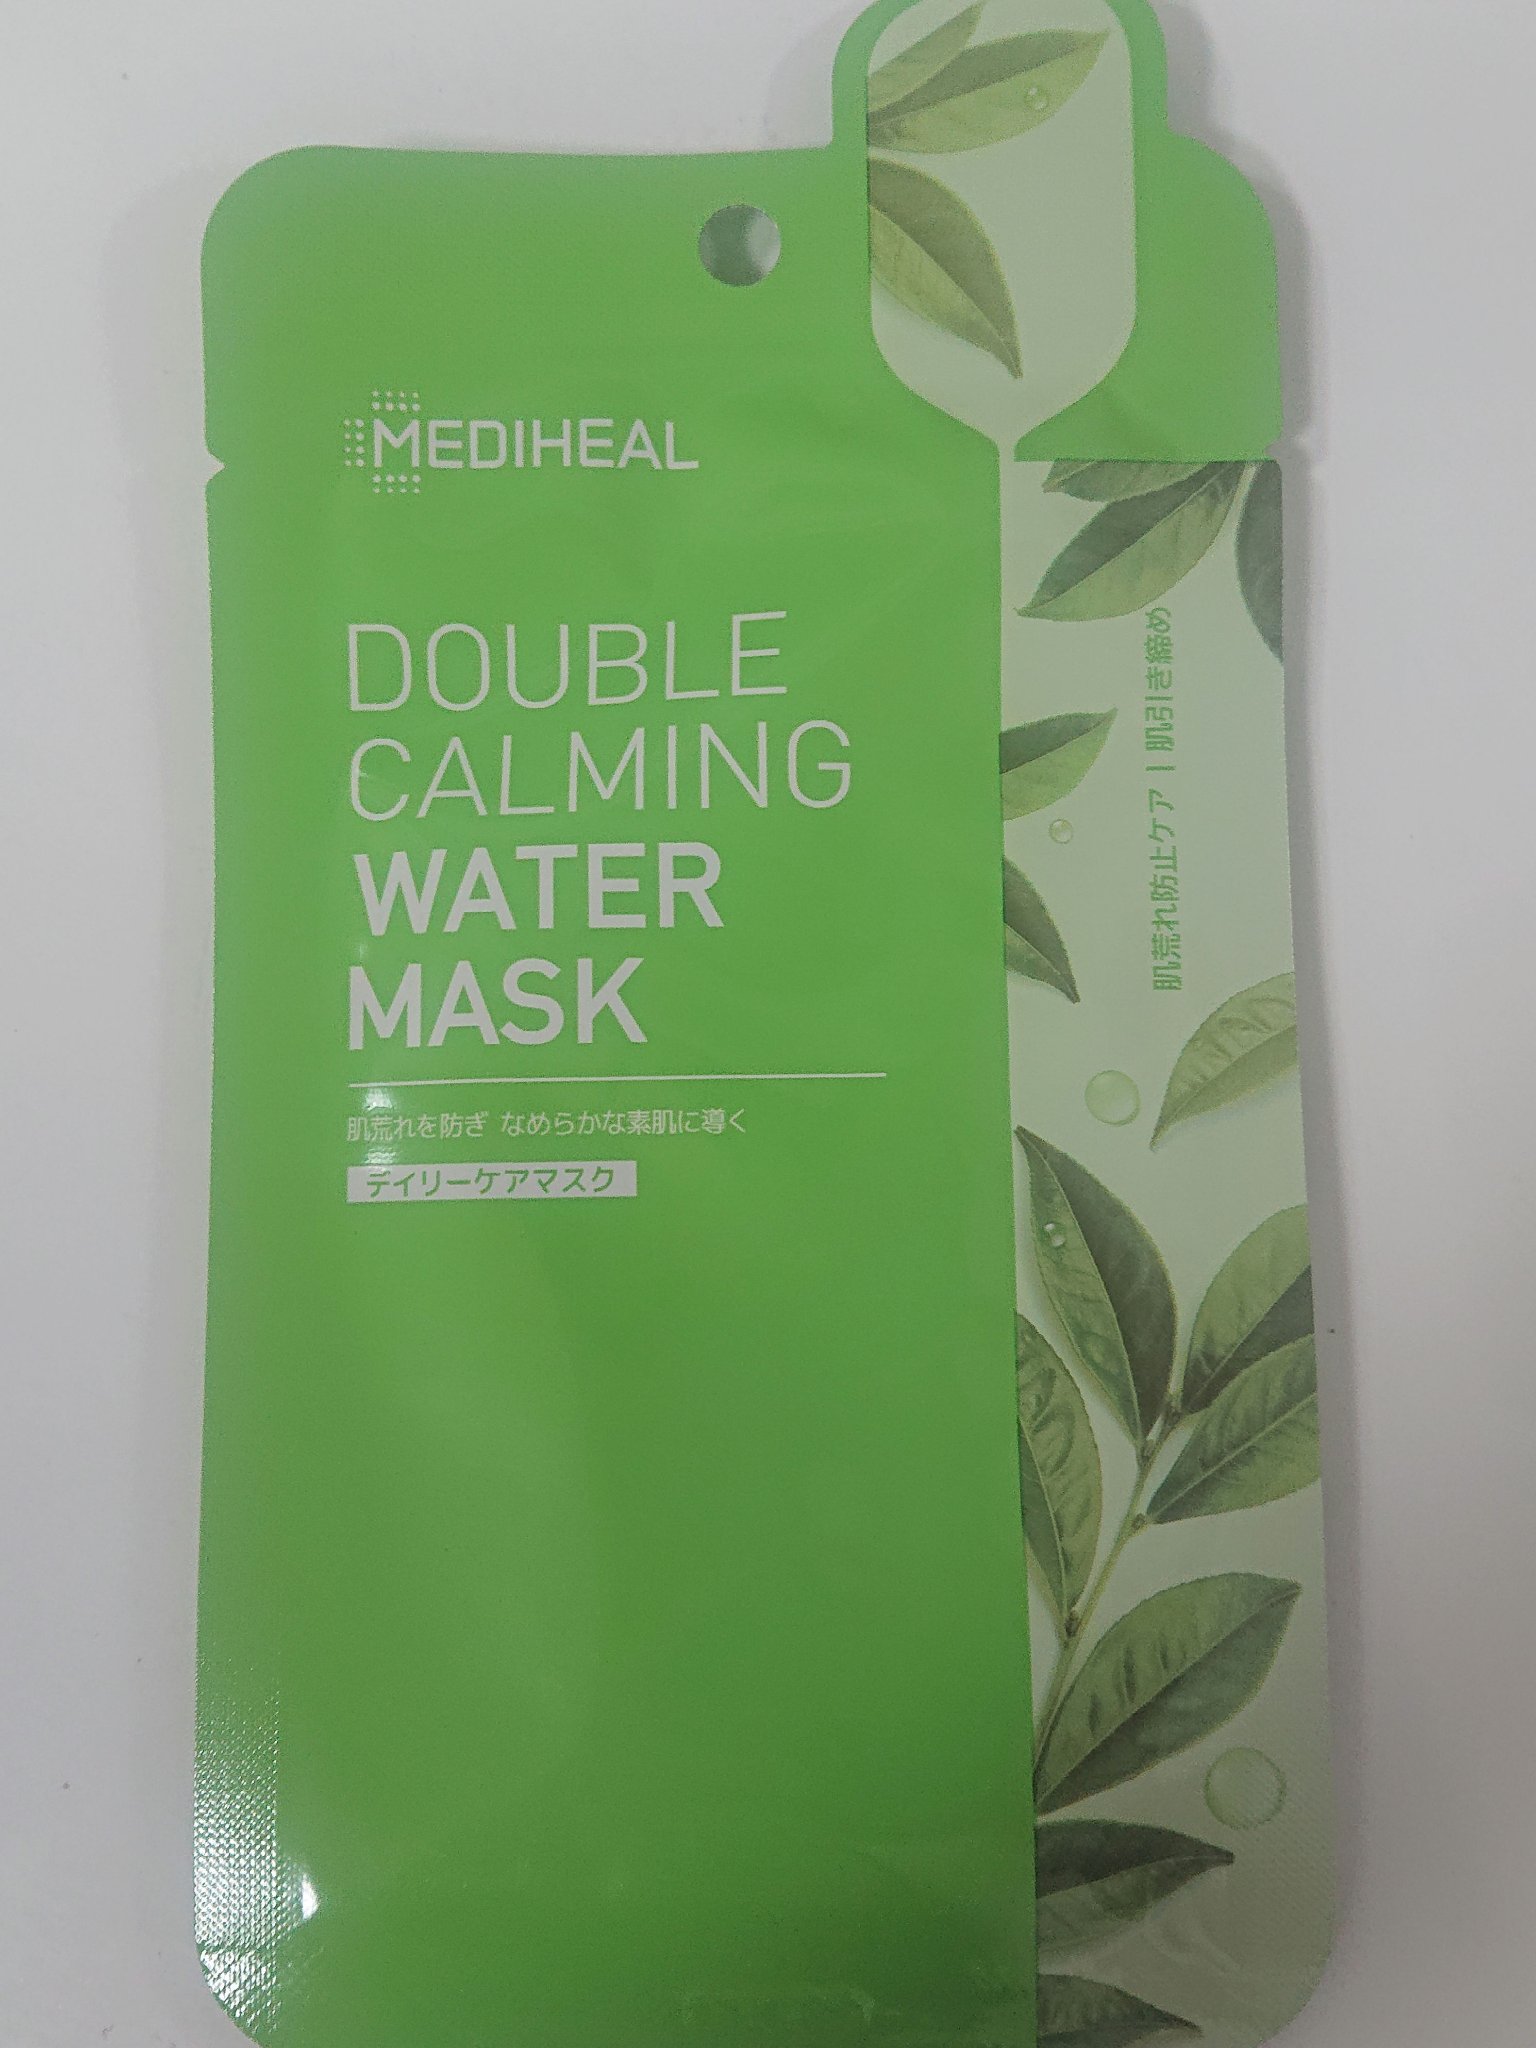 MEDIHEAL
DOUBLE
CALMING
WATER
MASK
肌荒れを防ぎ なめらかな素肌に導く
デイリーケアマスク
肌荒れ防止ケア | 肌引き締め